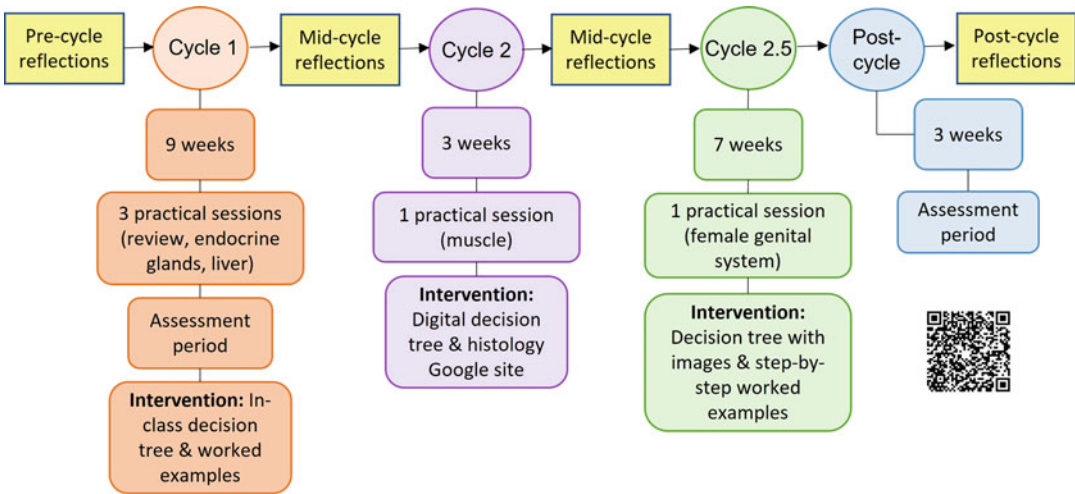 Pre-cycle
reflections
Cycle 1
Mid-cycle
reflections
Cycle 2
Mid-cycle
reflections
Cycle 2.5
Post-
cycle
Post-cycle
reflections
9 weeks
3 practical sessions
(review, endocrine
glands, liver)
Assessment
period
Intervention: In-
class decision
tree & worked
examples
3 weeks
1 practical session
(muscle)
Intervention:
Digital decision
tree & histology
Google site
7 weeks
1 practical session
(female genital
system)
Intervention:
Decision tree with
images & step-by-
step worked
examples
3 weeks
Assessment
period